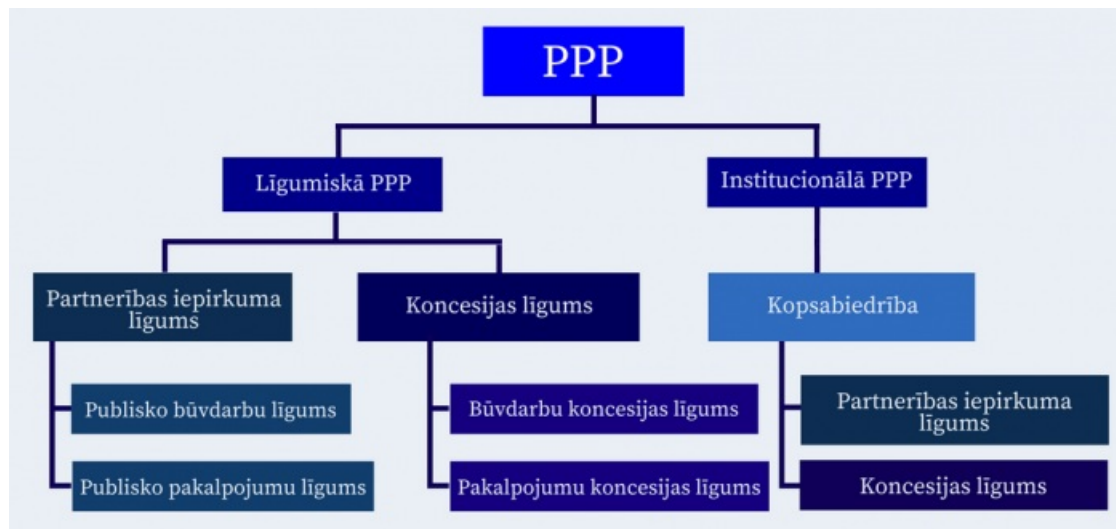 PPP
Līgumiskā PPP
Institucionālā PPP
Partnerības iepirkuma
līgums
Koncesijas līgums
Kopsabiedrība
Publisko būvdarbu līgums
Publisko pakalpojumu līgums
Būvdarbu koncesijas līgums
Pakalpojumu koncesijas līgums
Partnerības iepirkuma
līgums
Koncesijas līgums